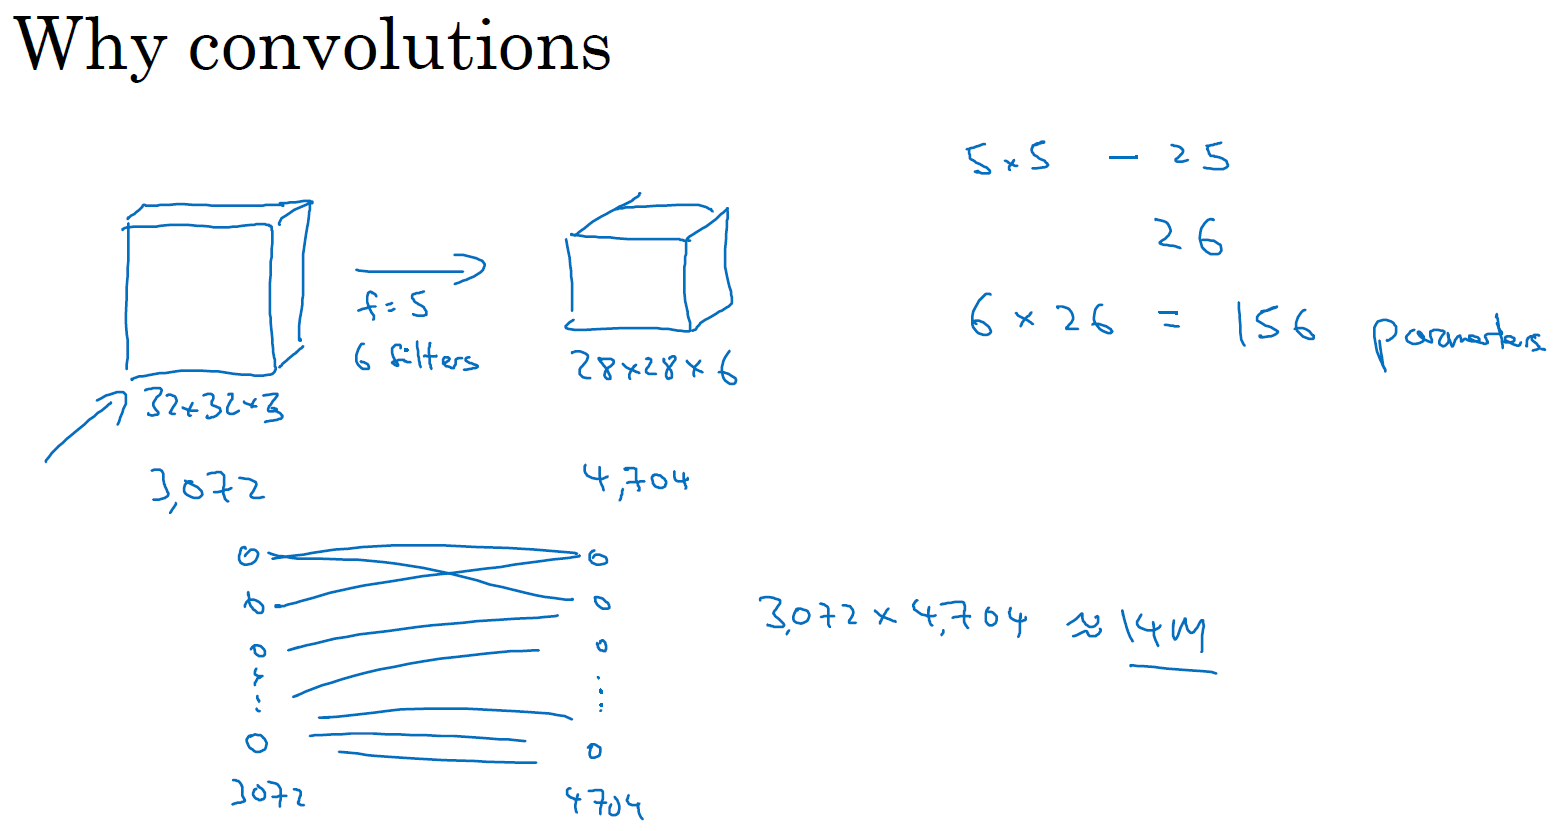 Why convolutions
5×5 – 25
26
6 × 26 = 156 parameters
f=5
6 filters
32×32×3
28×28×6
3,072
4,704
3,072 × 4,704 ≈ 14M
3072
4704